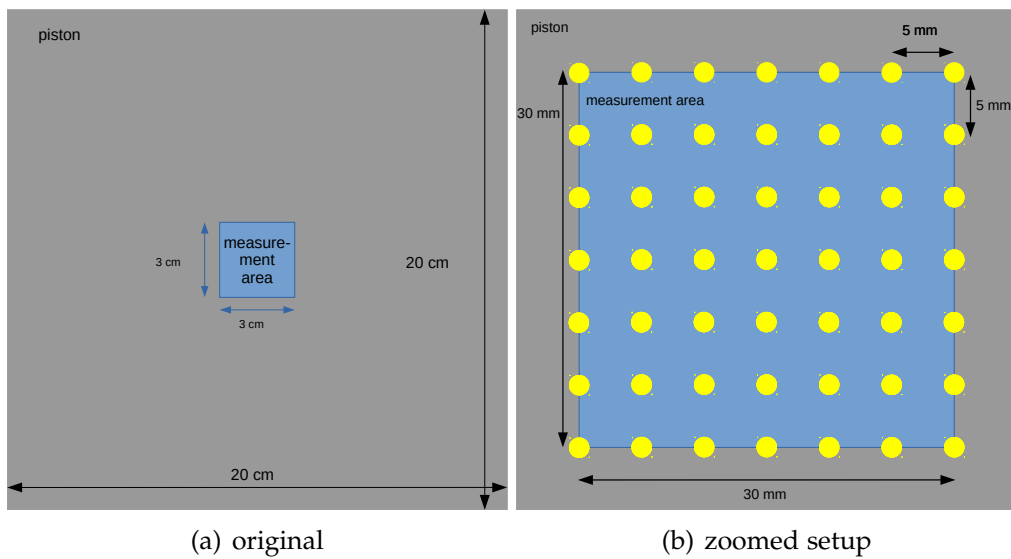 piston
measure-
ment
area
3 cm
3 cm
20 cm
20 cm
(a) original
piston
5 mm
measurement area
30 mm
5 mm
30 mm
(b) zoomed setup